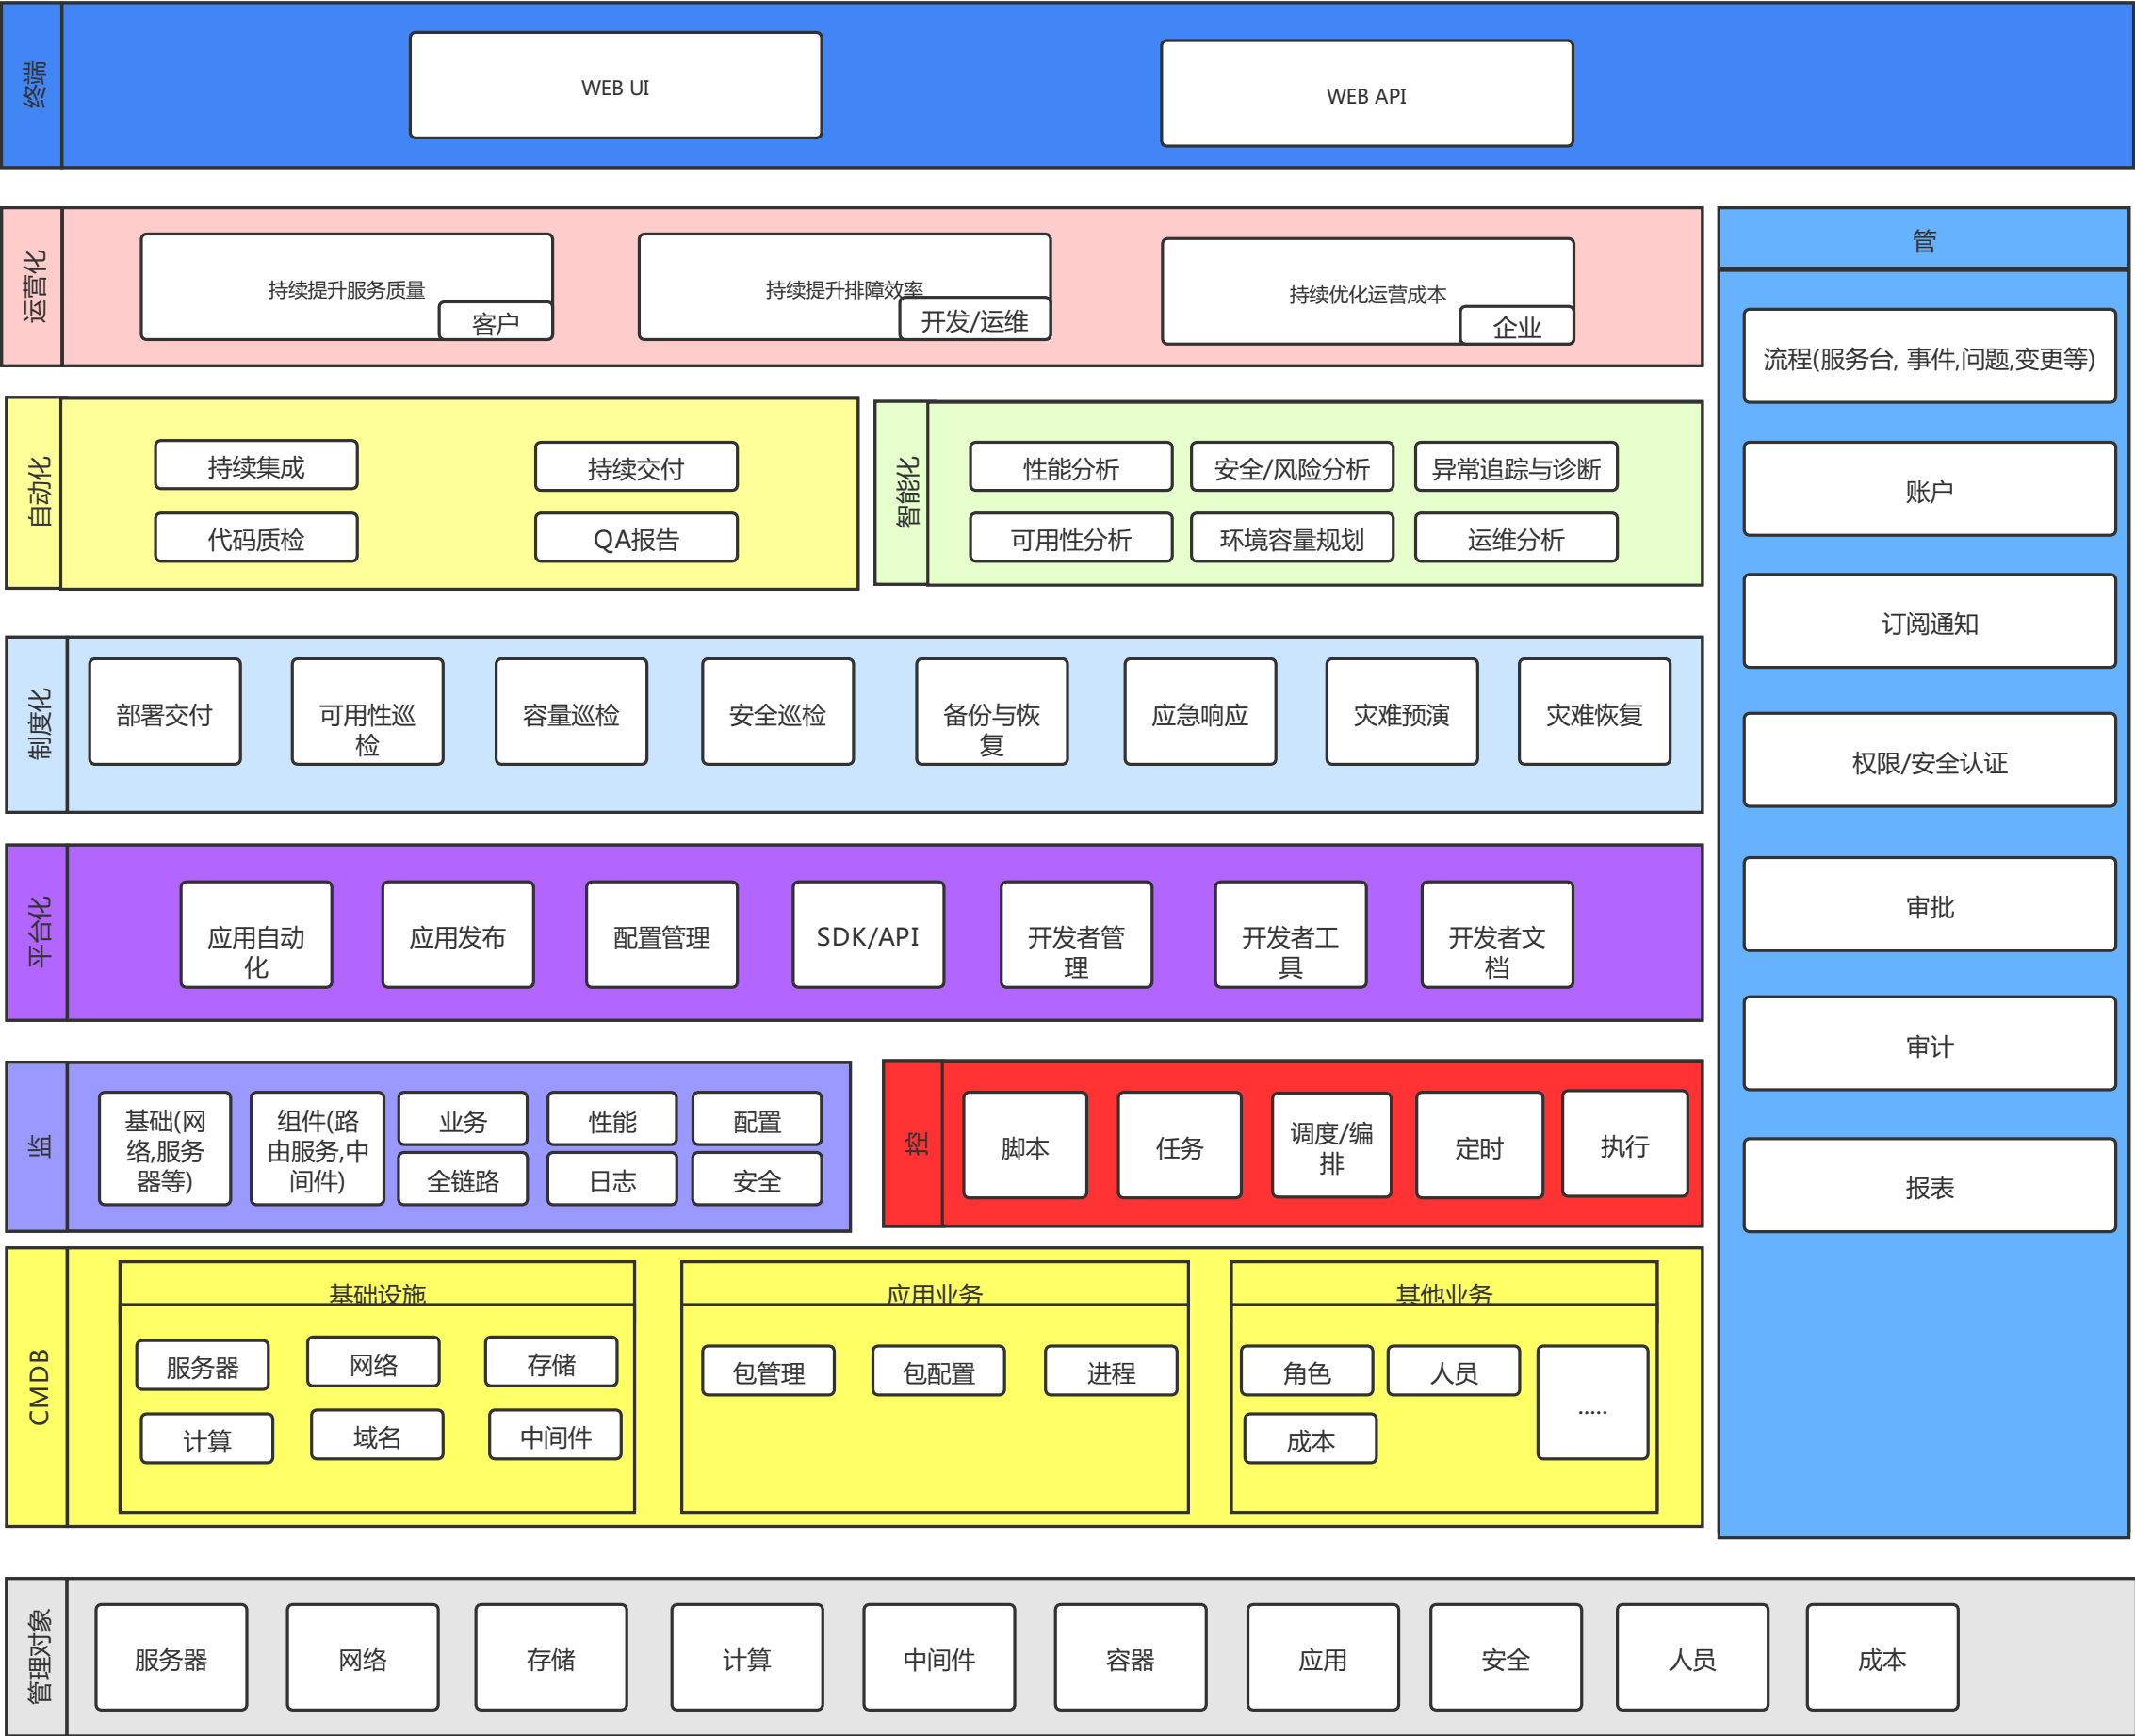 终端
WEB UI
WEB API
运营化
持续提升服务质量
客户
持续提升排障效率
开发/运维
持续优化运营成本
企业
管
流程(服务台, 事件,问题,变更等)
账户
订阅通知
权限/安全认证
审批
审计
报表
自动化
持续集成
持续交付
代码质检
QA报告
智能化
性能分析
安全/风险分析
异常追踪与诊断
可用性分析
环境容量规划
运维分析
制度化
部署交付
可用性巡
检
容量巡检
安全巡检
备份与恢
复
应急响应
灾难预演
灾难恢复
平台化
应用自动
化
应用发布
配置管理
SDK/API
开发者管
理
开发者工
具
开发者文
档
监
基础(网
络,服务
器等)
组件(路
由服务,中
间件)
业务
性能
配置
全链路
日志
安全
控
脚本
任务
调度/编
排
定时
执行
CMDB
基础设施
服务器
网络
存储
计算
域名
中间件
应用业务
包管理
包配置
进程
其他业务
角色
人员
成本
.....
管理对象
服务器
网络
存储
计算
中间件
容器
应用
安全
人员
成本